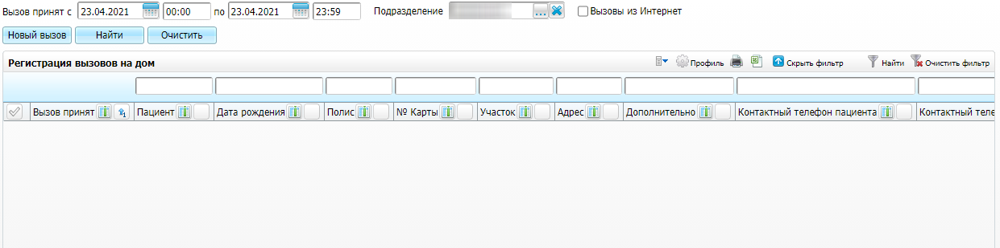 Вызов принят с 23.04.2021 00:00 по 23.04.2021 23:59 Подразделение ... Вызовы из Интернет
Новый вызов Найти Очистить
Регистрация вызовов на дом Профиль Скрыть фильтр Найти Очистить фильтр
Вызов принят 1 Пациент Дата рождения Полис № Карты Участок Адрес Дополнительно Контактный телефон пациента Контактный теле